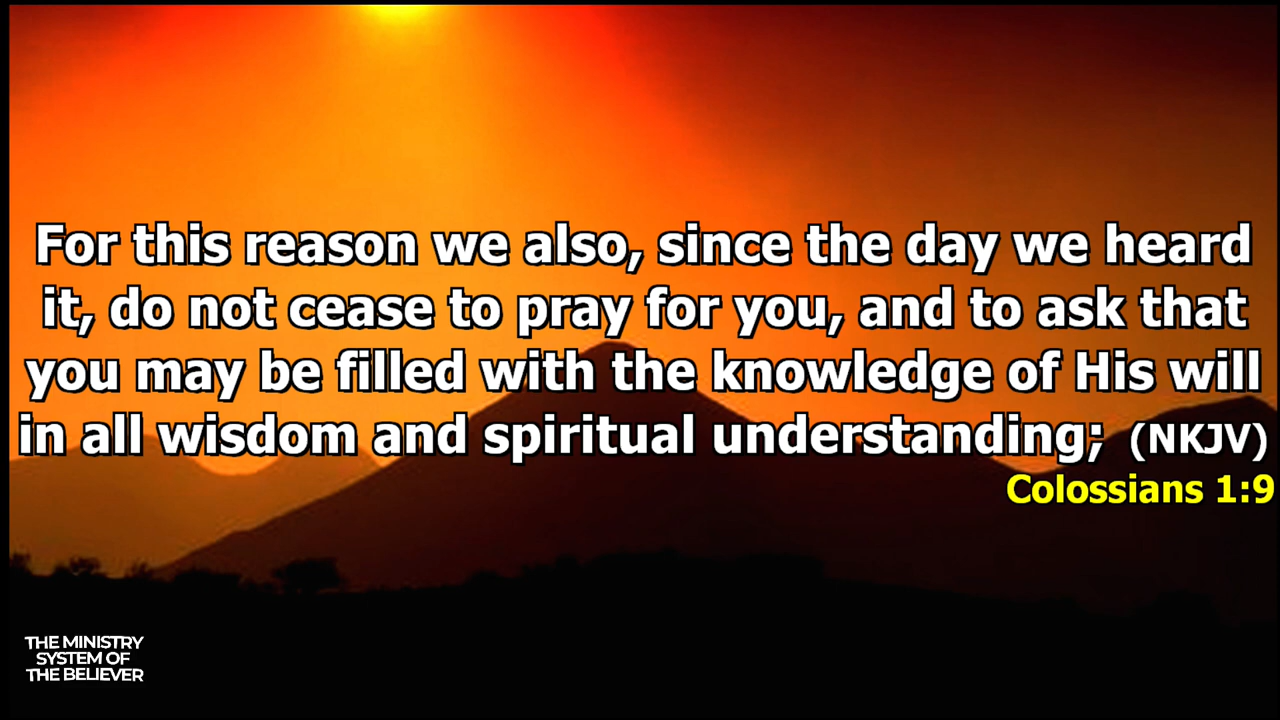 For this reason we also, since the day we heard
it, do not cease to pray for you, and to ask that
you may be filled with the knowledge of His will
in all wisdom and spiritual understanding; (NKJV)
Colossians 1:9
THE MINISTRY
SYSTEM OF
THE BELIEVER